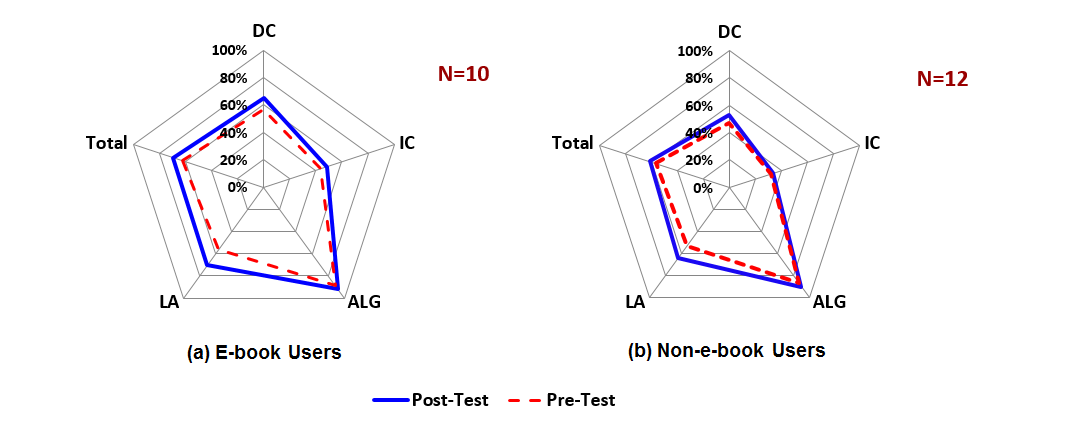 DC
100%
80%
60%
40%
20%
0%
IC
ALG
LA
Total
N=10
(a) E-book Users
DC
100%
80%
60%
40%
20%
0%
IC
ALG
LA
Total
N=12
(b) Non-e-book Users
Post-Test
Pre-Test